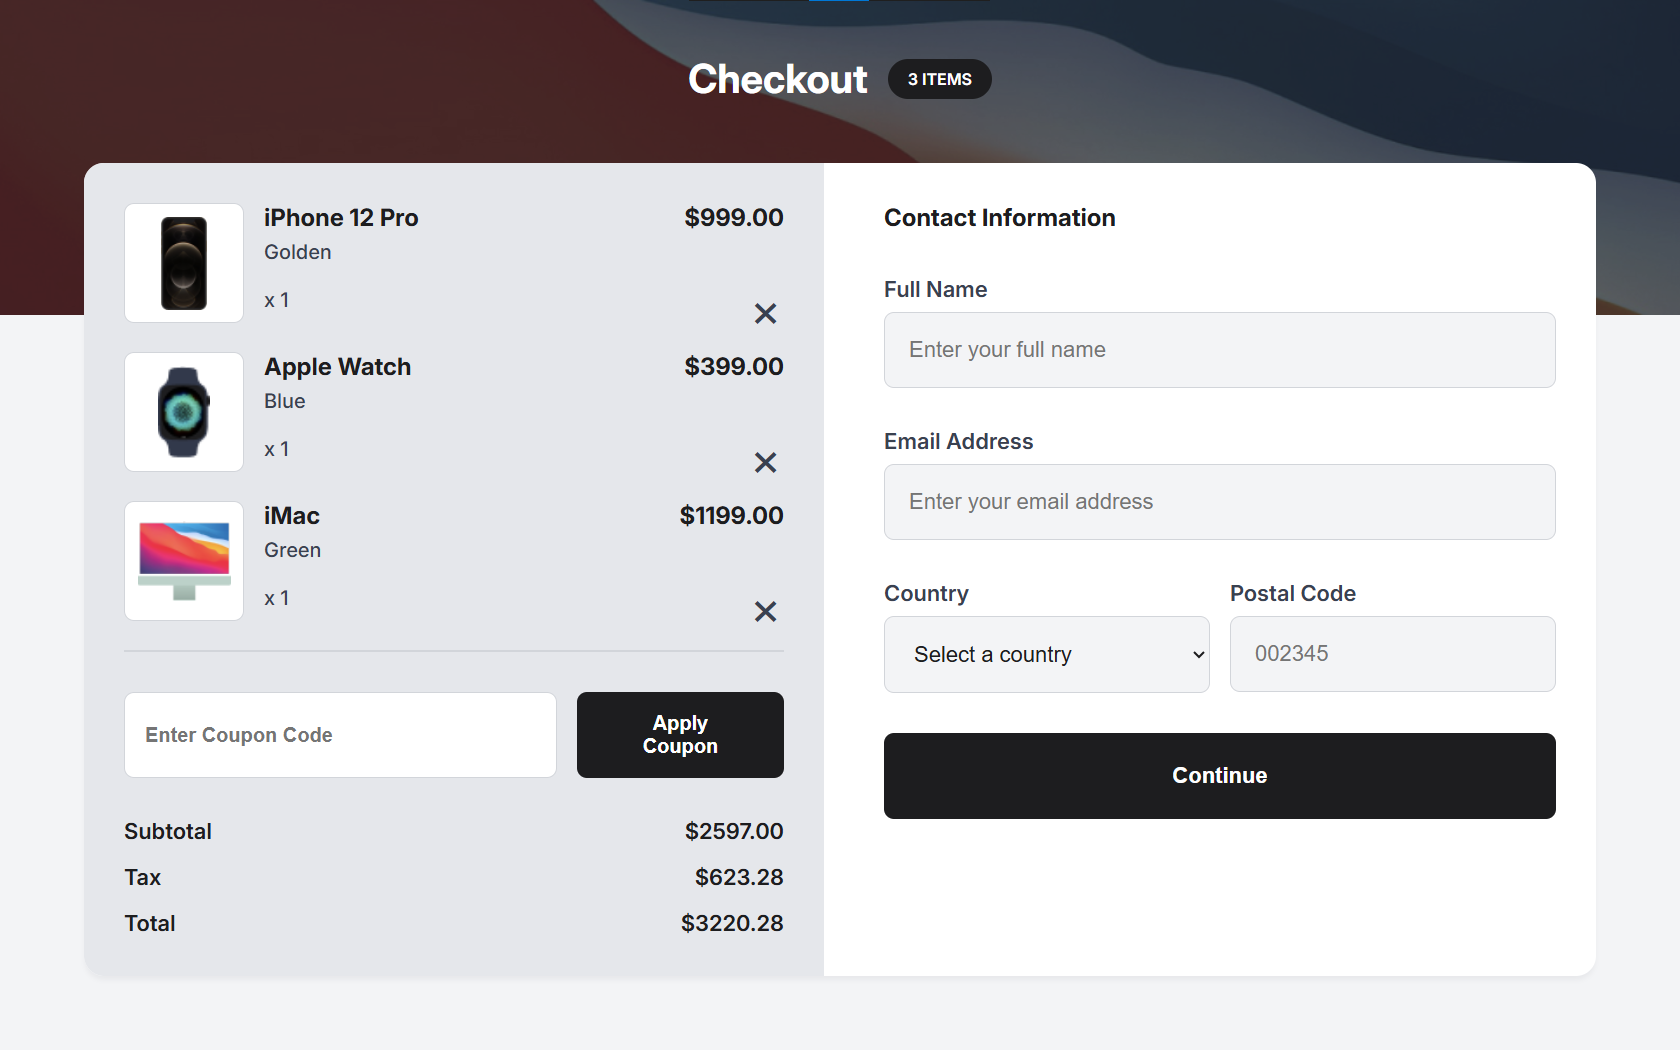 Checkout
3 ITEMS
iPhone 12 Pro
$999.00
Golden
x 1
Apple Watch
$399.00
Blue
x 1
iMac
$1199.00
Green
x 1
Enter Coupon Code
Apply
Coupon
Subtotal
$2597.00
Tax
$623.28
Total
$3220.28
Contact Information
Full Name
Enter your full name
Email Address
Enter your email address
Country
Postal Code
Select a country
002345
Continue